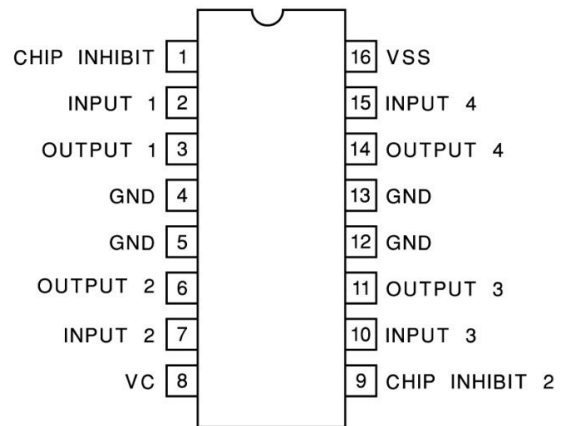 CHIP INHIBIT 1 16 VSS
INPUT 1 2 15 INPUT 4
OUTPUT 1 3 14 OUTPUT 4
GND 4 13 GND
GND 5 12 GND
OUTPUT 2 6 11 OUTPUT 3
INPUT 2 7 10 INPUT 3
VC 8 9 CHIP INHIBIT 2